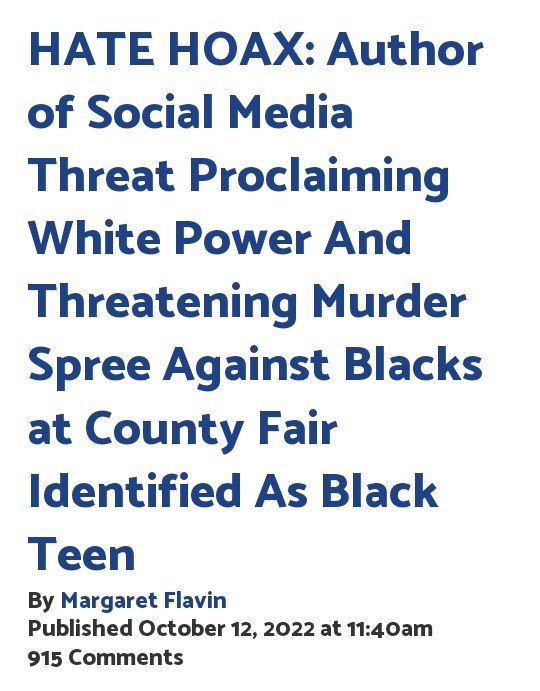 HATE HOAX: Author
of Social Media
Threat Proclaiming
White Power And
Threatening Murder
Spree Against Blacks
at County Fair
Identified As Black
Teen
By Margaret Flavin
Published October 12, 2022 at 11:40am
915 Comments